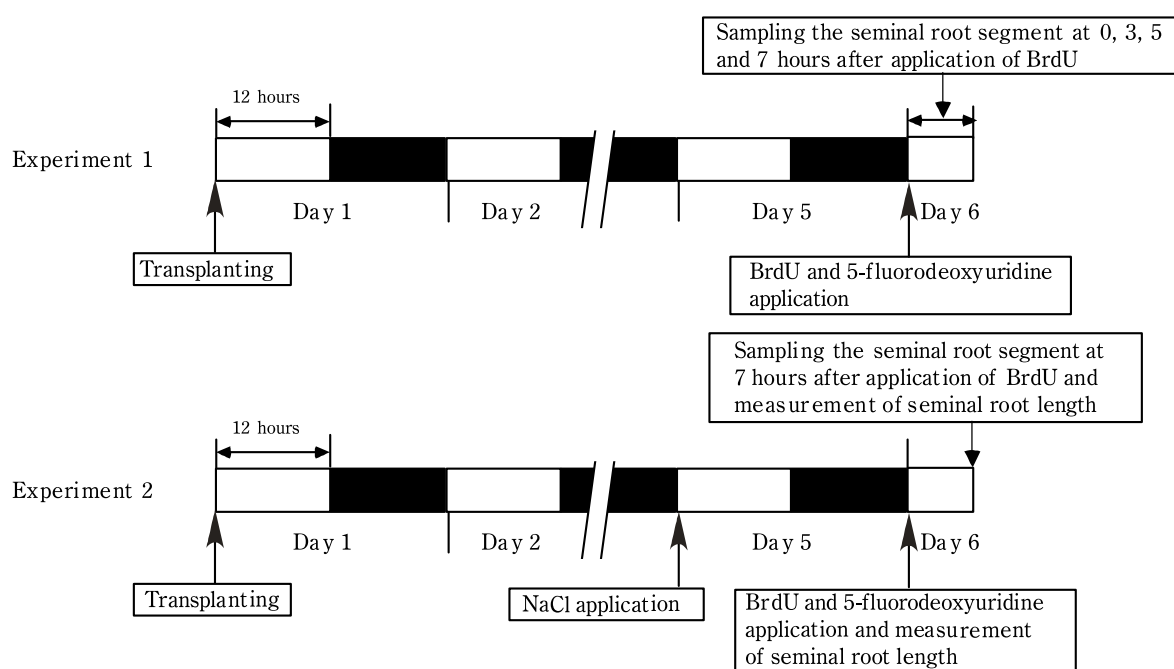 Sampling the seminal root segment at 0, 3, 5
and 7 hours after application of BrdU
12 hours
Experiment 1
Day 1
Day 2
Day 5
Day 6
Transplanting
BrdU and 5-fluorodeoxyuridine
application
Sampling the seminal root segment at
7 hours after application of BrdU and
measurement of seminal root length
12 hours
Experiment 2
Day 1
Day 2
Day 5
Day 6
Transplanting
NaCl application
BrdU and 5-fluorodeoxyuridine
application and measurement
of seminal root length